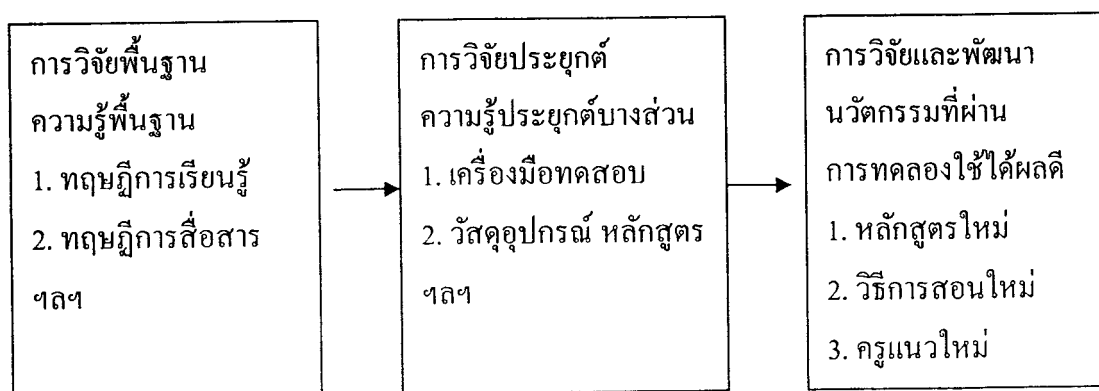 การวิจัยพื้นฐาน
ความรู้พื้นฐาน
1. ทฤษฎีการเรียนรู้
2. ทฤษฎีการสื่อสาร
ฯลฯ
การวิจัยประยุกต์
ความรู้ประยุกต์บางส่วน
1. เครื่องมือทดสอบ
2. วัสดุอุปกรณ์ หลักสูตร
ฯลฯ
การวิจัยและพัฒนา
นวัตกรรมที่ผ่าน
การทดลองใช้ได้ผลดี
1. หลักสูตรใหม่
2. วิธีการสอนใหม่
3. ครูแนวใหม่